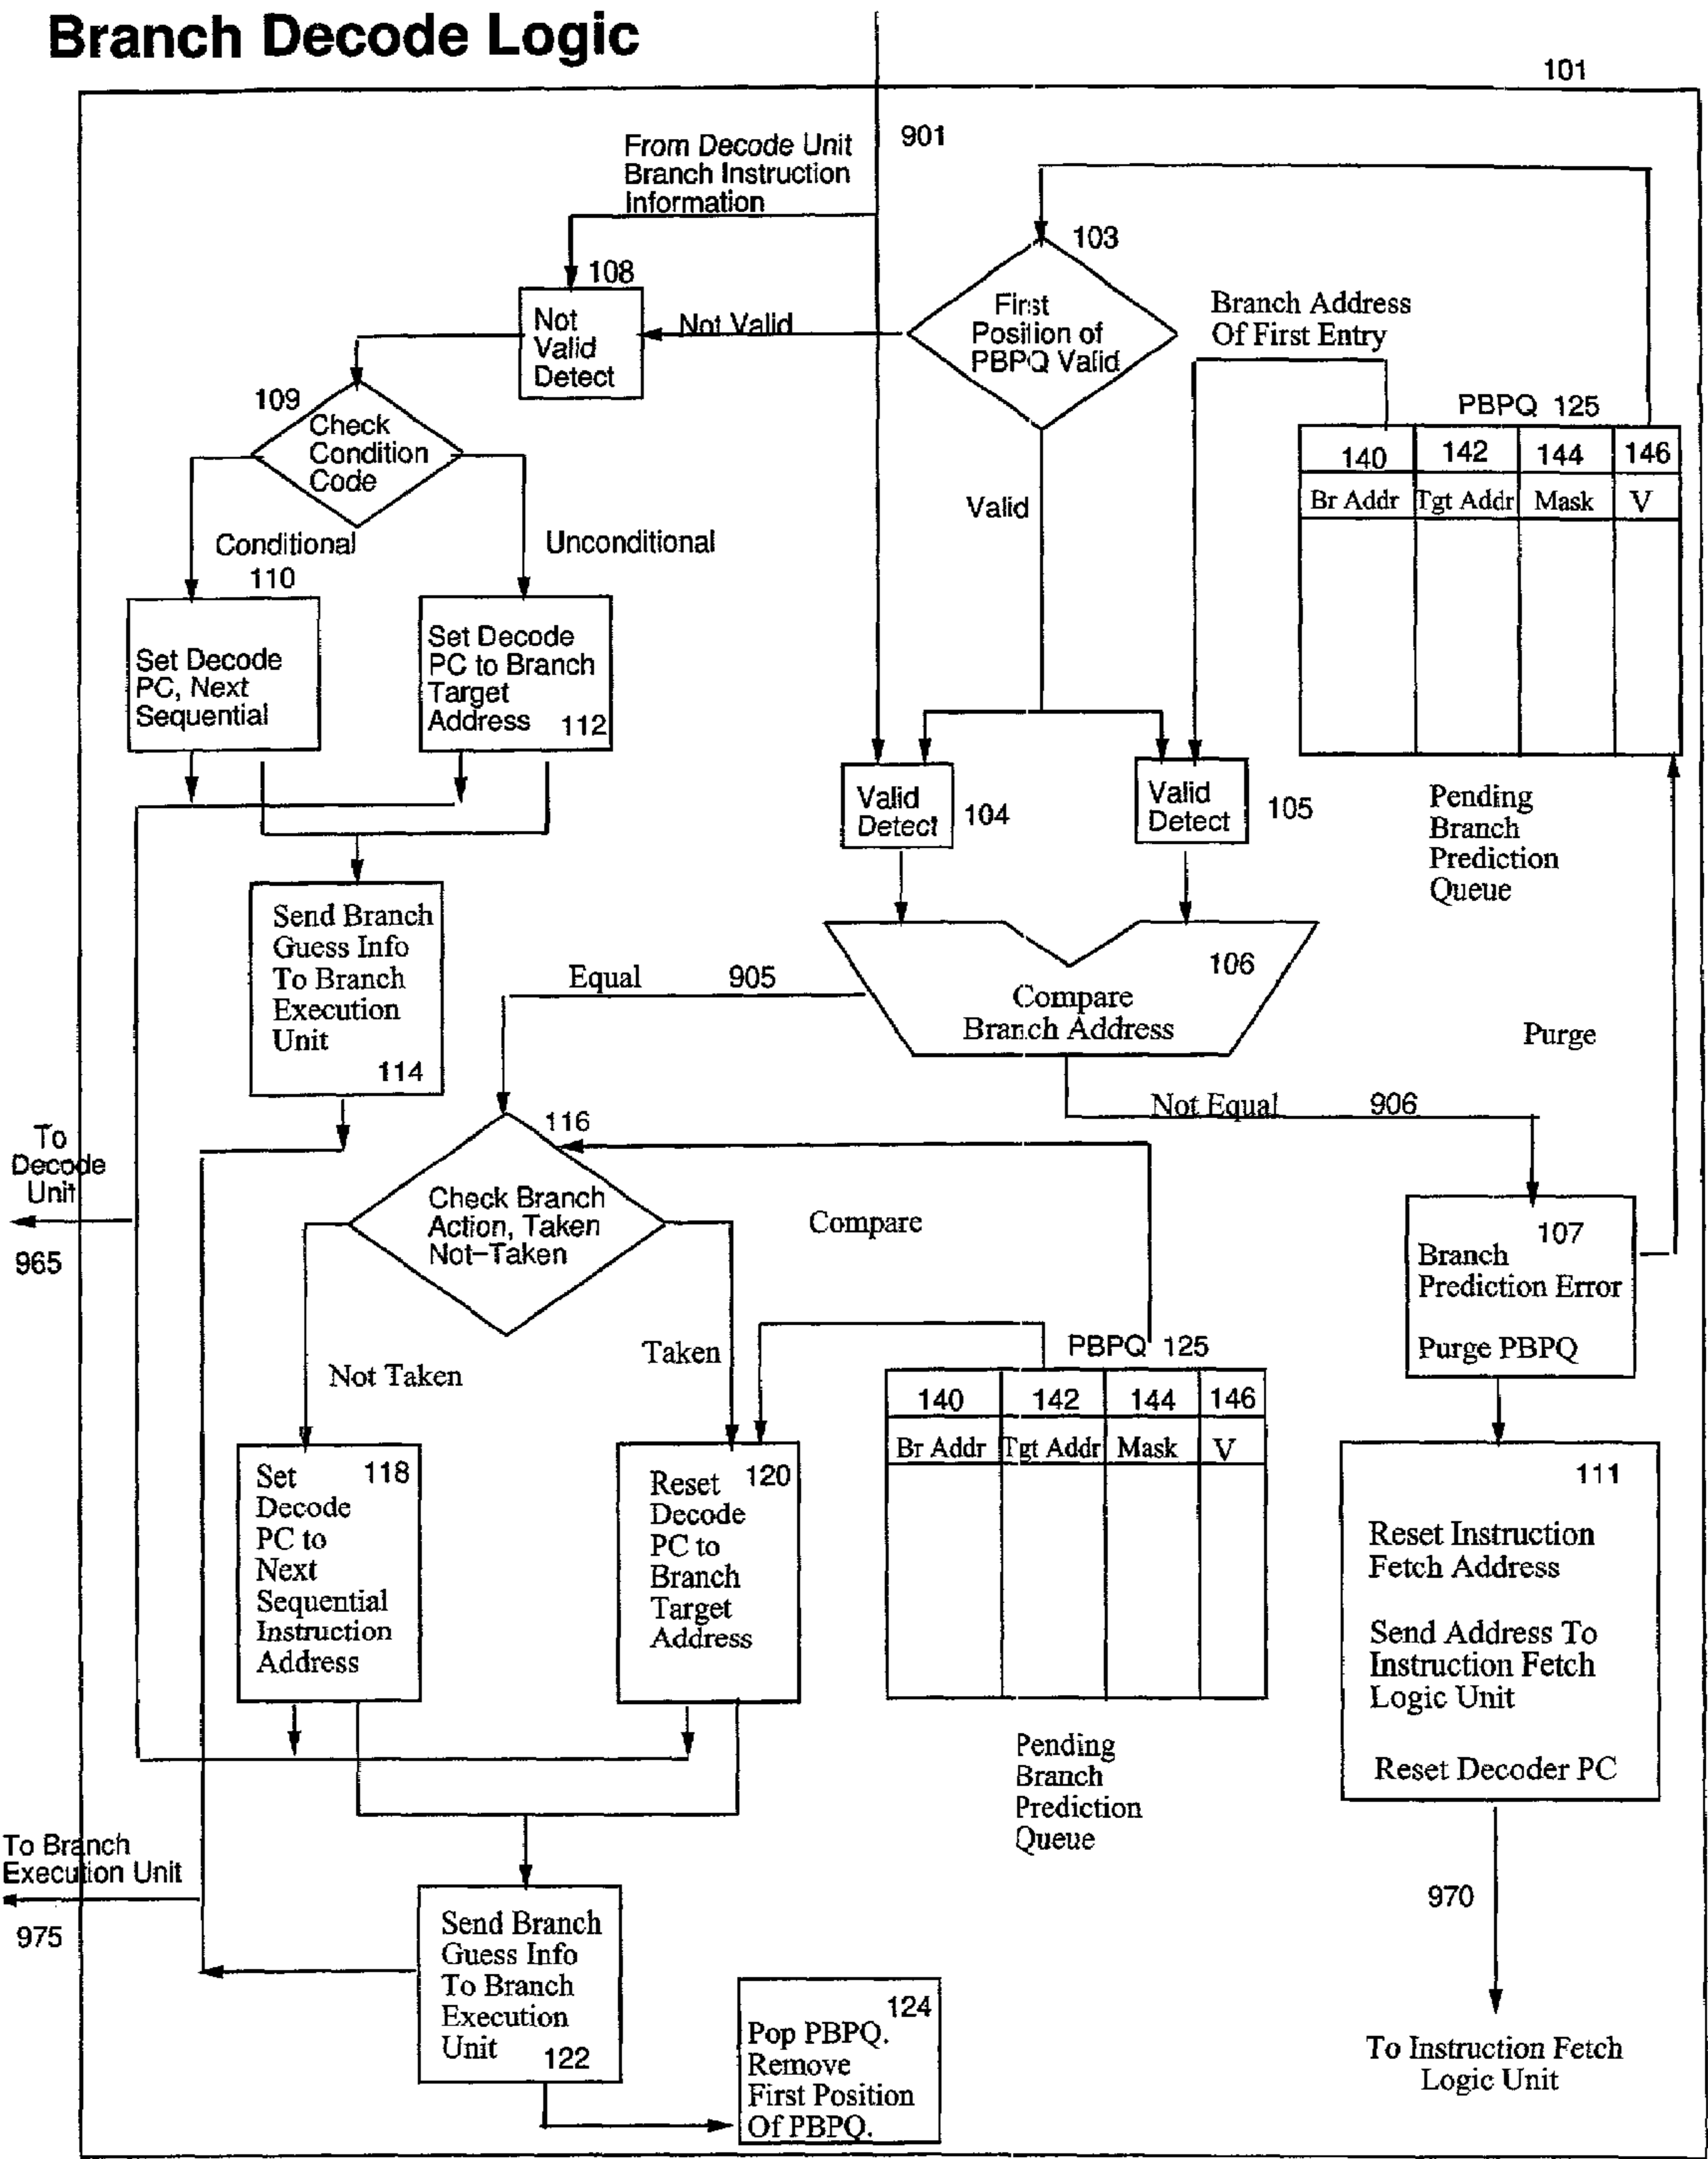 Branch Decode Logic
101
901
From Decode Unit
Branch Instruction
Information
103
First
Position of
PBPQ Valid
108
Not
Valid
Detect
Not Valid
Branch Address
Of First Entry
109
Check
Condition
Code
PBPQ 125
140 142 144 146
Br Addr Tgt Addr Mask V
Valid
Conditional
Unconditional
110
Set Decode
PC, Next
Sequential
Set Decode
PC to Branch
Target
Address
112
Valid
Detect
104
Valid
Detect
105
Pending
Branch
Prediction
Queue
Send Branch
Guess Info
To Branch
Execution
Unit
114
Equal 905
106
Compare
Branch Address
Purge
Not Equal 906
116
To
Decode
Unit
965
Check Branch
Action, Taken
Not-Taken
Compare
107
Branch
Prediction Error
Purge PBPQ
Not Taken
Taken
PBPQ 125
140 142 144 146
Br Addr Tgt Addr Mask V
118
Set
Decode
PC to
Next
Sequential
Instruction
Address
120
Reset
Decode
PC to
Branch
Target
Address
111
Reset Instruction
Fetch Address
Send Address To
Instruction Fetch
Logic Unit
Reset Decoder PC
Pending
Branch
Prediction
Queue
To Branch
Execution Unit
975
970
Send Branch
Guess Info
To Branch
Execution
Unit
122
124
Pop PBPQ.
Remove
First Position
Of PBPQ.
To Instruction Fetch
Logic Unit